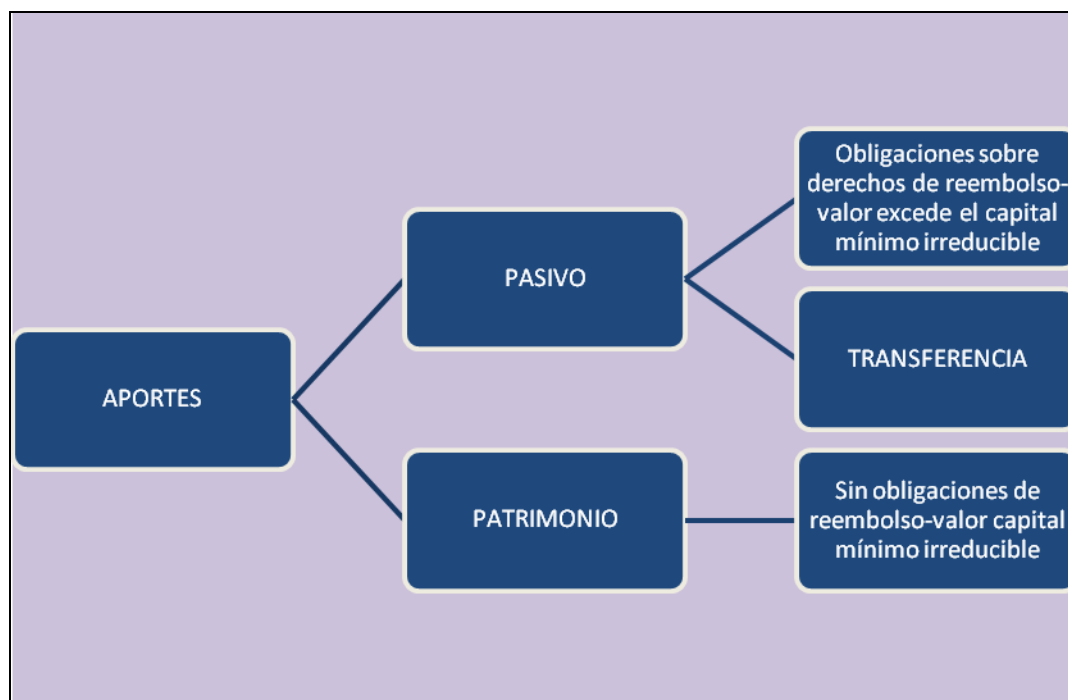 APORTES
PASIVO
Obligaciones sobre
derechos de reembolso-
valor excede el capital
mínimo irreducible
TRANSFERENCIA
PATRIMONIO
Sin obligaciones de
reembolso-valor capital
mínimo irreducible